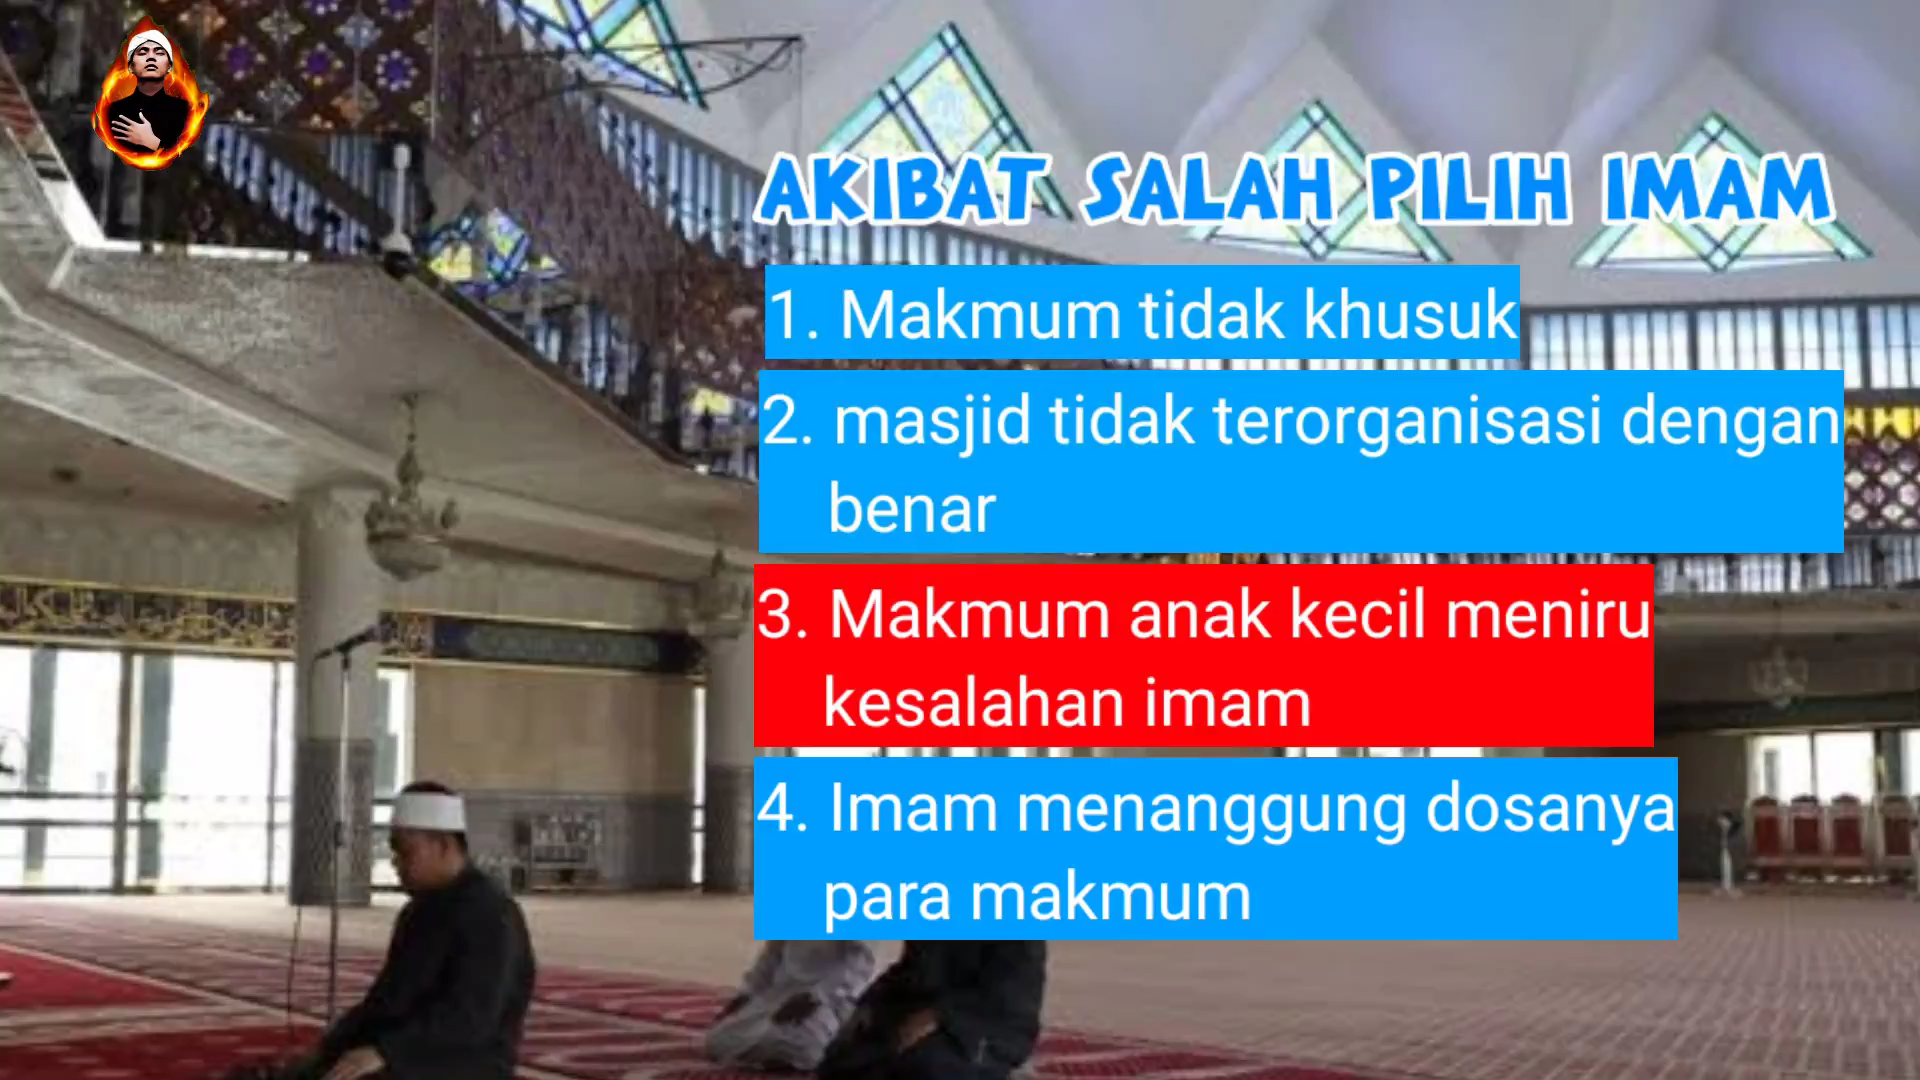 AKIBAT SALAH PILIH IMAM
1. Makmum tidak khusuk
2. masjid tidak terorganisasi dengan
benar
3. Makmum anak kecil meniru
kesalahan imam
4. Imam menanggung dosanya
para makmum